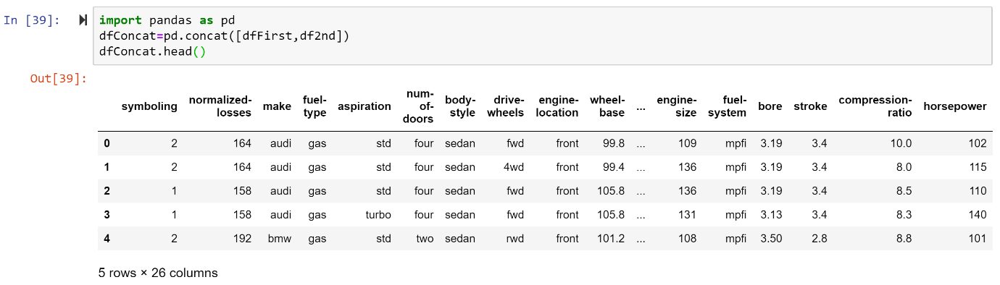 In [39]: import pandas as pd
dfConcat=pd.concat([dfFirst,df2nd])
dfConcat.head()
Out[39]:
symboling normalized-losses make fuel-type aspiration num-of-doors body-style drive-wheels engine-location wheel-base ... engine-size fuel-system bore stroke compression-ratio horsepower
0 2 164 audi gas std four sedan fwd front 99.8 ... 109 mpfi 3.19 3.4 10.0 102
1 2 164 audi gas std four sedan 4wd front 99.4 ... 136 mpfi 3.19 3.4 8.0 115
2 1 158 audi gas std four sedan fwd front 105.8 ... 136 mpfi 3.19 3.4 8.5 110
3 1 158 audi gas turbo four sedan fwd front 105.8 ... 131 mpfi 3.13 3.4 8.3 140
4 2 192 bmw gas std two sedan rwd front 101.2 ... 108 mpfi 3.50 2.8 8.8 101
5 rows × 26 columns